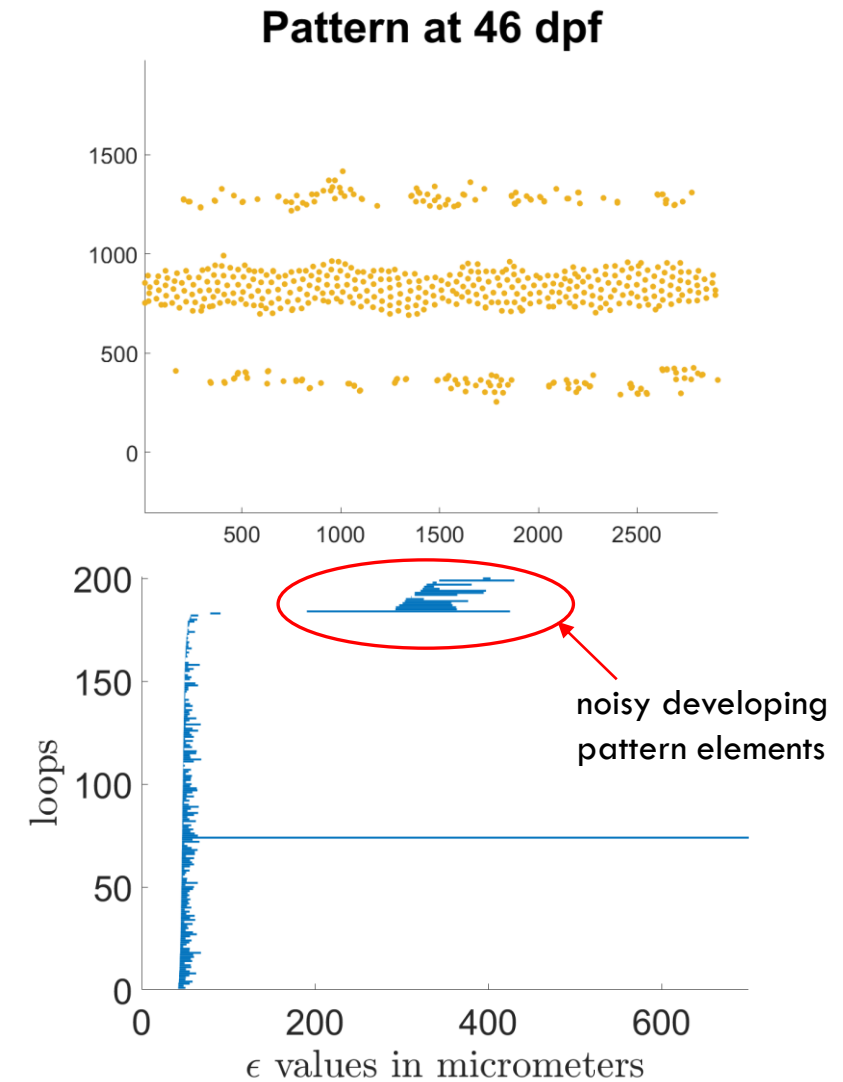 Pattern at 46 dpf
1500
1000
500
0
500 1000 1500 2000 2500
200
150
100
50
0
loops
noisy developing
pattern elements
0 200 400 600
ϵ values in micrometers